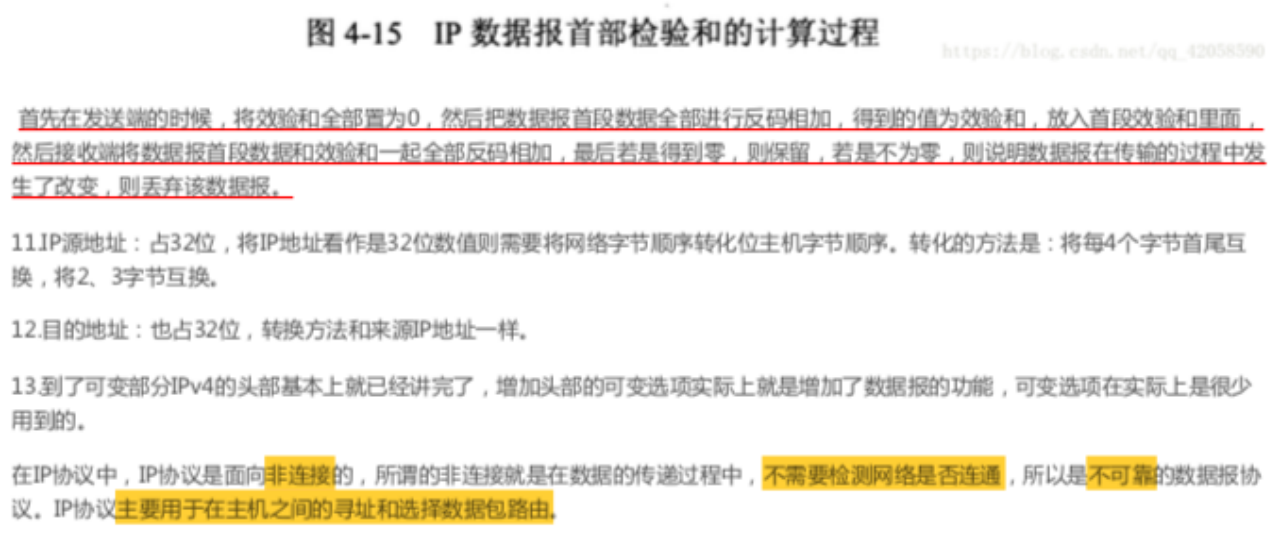 图 4-15 IP 数据报首部检验和的计算过程
https://blog.csdn.net/qq_42058590
首先在发送端的时候，将效验和全部置为0，然后把数据报首段数据全部进行反码相加，得到的值为效验和，放入首段效验和里面，
然后接收端将数据报首段数据和效验和一起全部反码相加，最后若是得到零，则保留，若是不为零，则说明数据报在传输的过程中发
生了改变，则丢弃该数据报。
11.IP源地址：占32位，将IP地址看作是32位数值则需要将网络字节顺序转化位主机字节顺序。转化的方法是：将每4个字节首尾互
换，将2、3字节互换。
12.目的地址：也占32位，转换方法和来源IP地址一样。
13.到了可变部分IPv4的头部基本上就已经讲完了，增加头部的可变选项实际上就是增加了数据报的功能，可变选项在实际上是很少
用到的。
在IP协议中，IP协议是面向非连接的，所谓的非连接就是在数据的传递过程中，不需要检测网络是否连通，所以是不可靠的数据报协
议。IP协议主要用于在主机之间的寻址和选择数据包路由。